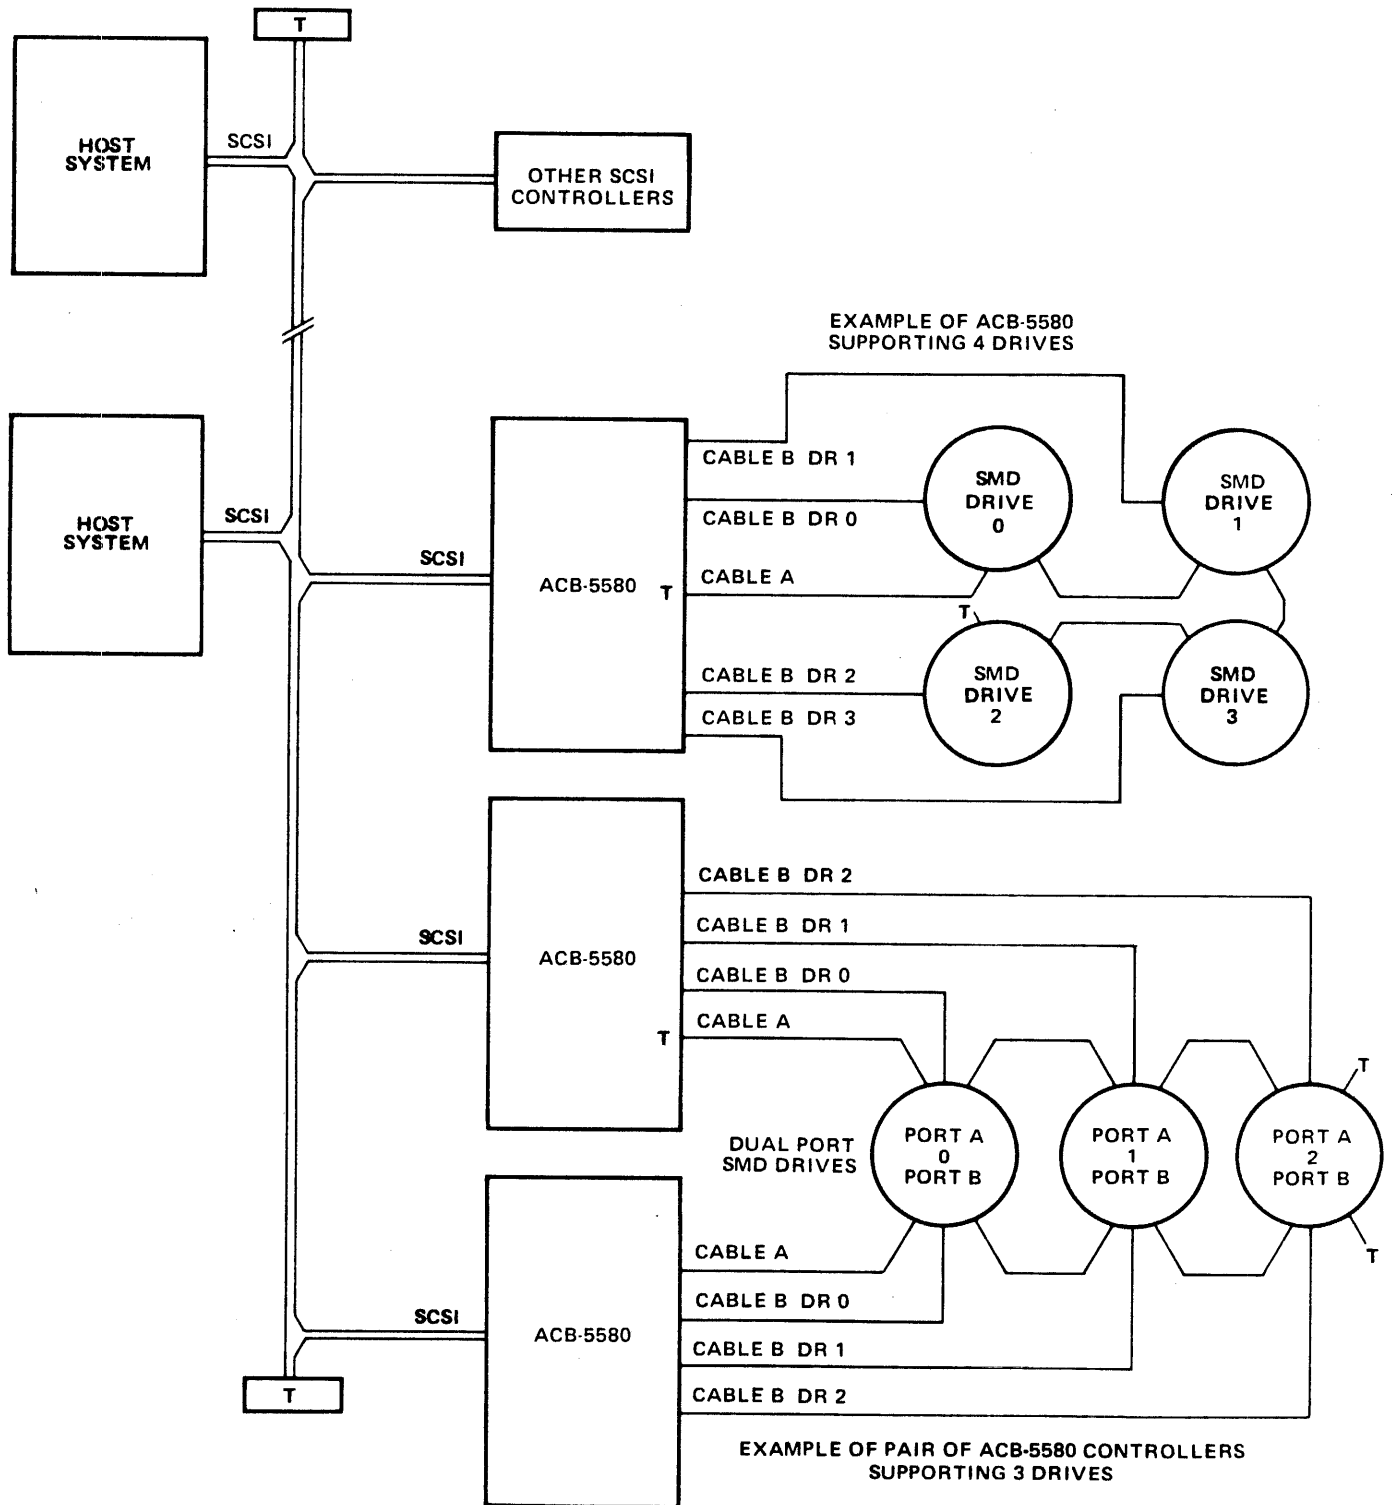 T
HOST
SYSTEM
SCSI
OTHER SCSI
CONTROLLERS
EXAMPLE OF ACB-5580
SUPPORTING 4 DRIVES
HOST
SYSTEM
SCSI
SCSI
ACB-5580
T
CABLE B DR 1
CABLE B DR 0
CABLE A
CABLE B DR 2
CABLE B DR 3
SMD
DRIVE
0
SMD
DRIVE
1
T
SMD
DRIVE
2
SMD
DRIVE
3
SCSI
ACB-5580
T
CABLE B DR 2
CABLE B DR 1
CABLE B DR 0
CABLE A
DUAL PORT
SMD DRIVES
PORT A
0
PORT B
PORT A
1
PORT B
PORT A
2
PORT B
T
T
SCSI
ACB-5580
CABLE A
CABLE B DR 0
CABLE B DR 1
CABLE B DR 2
T
EXAMPLE OF PAIR OF ACB-5580 CONTROLLERS
SUPPORTING 3 DRIVES